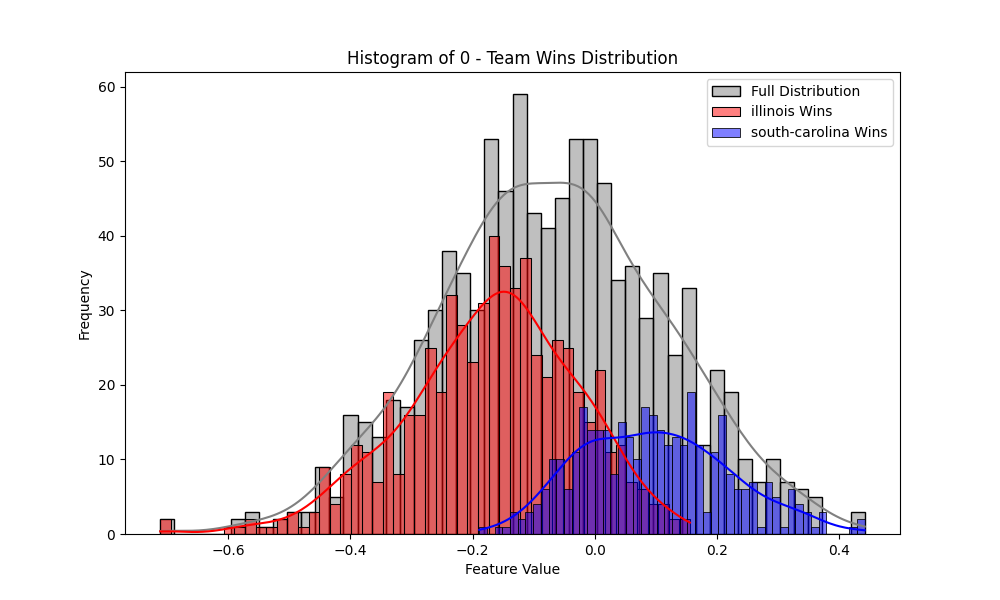 Histogram of 0 - Team Wins Distribution
Full Distribution
illinois Wins
south-carolina Wins
60
50
40
30
20
10
0
Frequency
−0.6
−0.4
−0.2
0.0
0.2
0.4
Feature Value